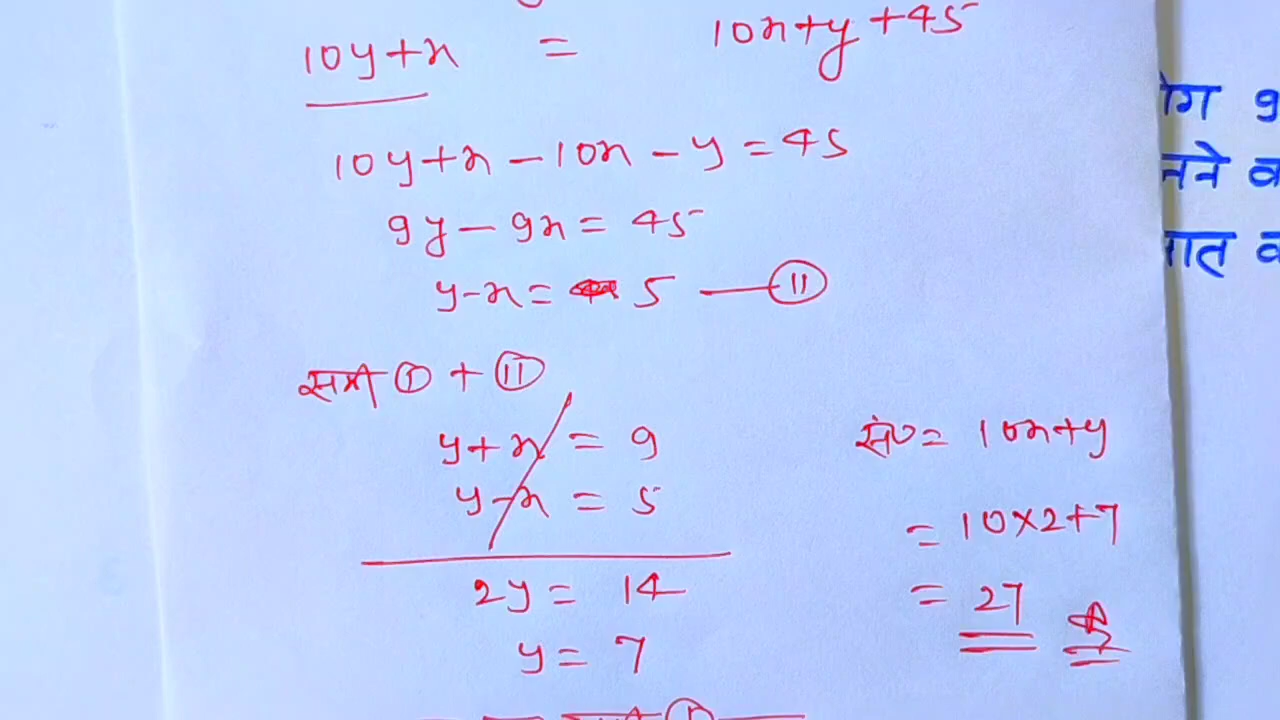 10y+x = 10x+y+45
10y+x-10x-y=45
9y-9x=45
y-x= 5 —(II)
समी (I) + (II)
y+x = 9
y-x = 5
2y = 14
y = 7
सं०= 10x+y
= 10×2+7
= 27
9